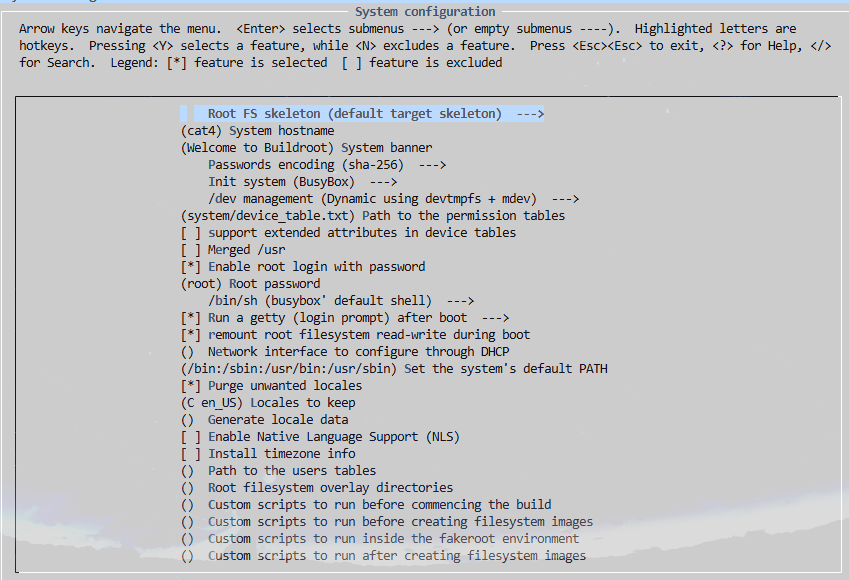 System configuration
Arrow keys navigate the menu.  <Enter> selects submenus ---> (or empty submenus ----).  Highlighted letters are
hotkeys.  Pressing <Y> selects a feature, while <N> excludes a feature.  Press <Esc><Esc> to exit, <?> for Help, </>
for Search.  Legend: [*] feature is selected  [ ] feature is excluded
Root FS skeleton (default target skeleton)  --->
(cat4) System hostname
(Welcome to Buildroot) System banner
Passwords encoding (sha-256)  --->
Init system (BusyBox)  --->
/dev management (Dynamic using devtmpfs + mdev)  --->
(system/device_table.txt) Path to the permission tables
[ ] support extended attributes in device tables
[ ] Merged /usr
[*] Enable root login with password
(root) Root password
/bin/sh (busybox' default shell)  --->
[*] Run a getty (login prompt) after boot  --->
[*] remount root filesystem read-write during boot
()  Network interface to configure through DHCP
(/bin:/sbin:/usr/bin:/usr/sbin) Set the system's default PATH
[*] Purge unwanted locales
(C en_US) Locales to keep
()  Generate locale data
[ ] Enable Native Language Support (NLS)
[ ] Install timezone info
()  Path to the users tables
()  Root filesystem overlay directories
()  Custom scripts to run before commencing the build
()  Custom scripts to run before creating filesystem images
()  Custom scripts to run inside the fakeroot environment
()  Custom scripts to run after creating filesystem images